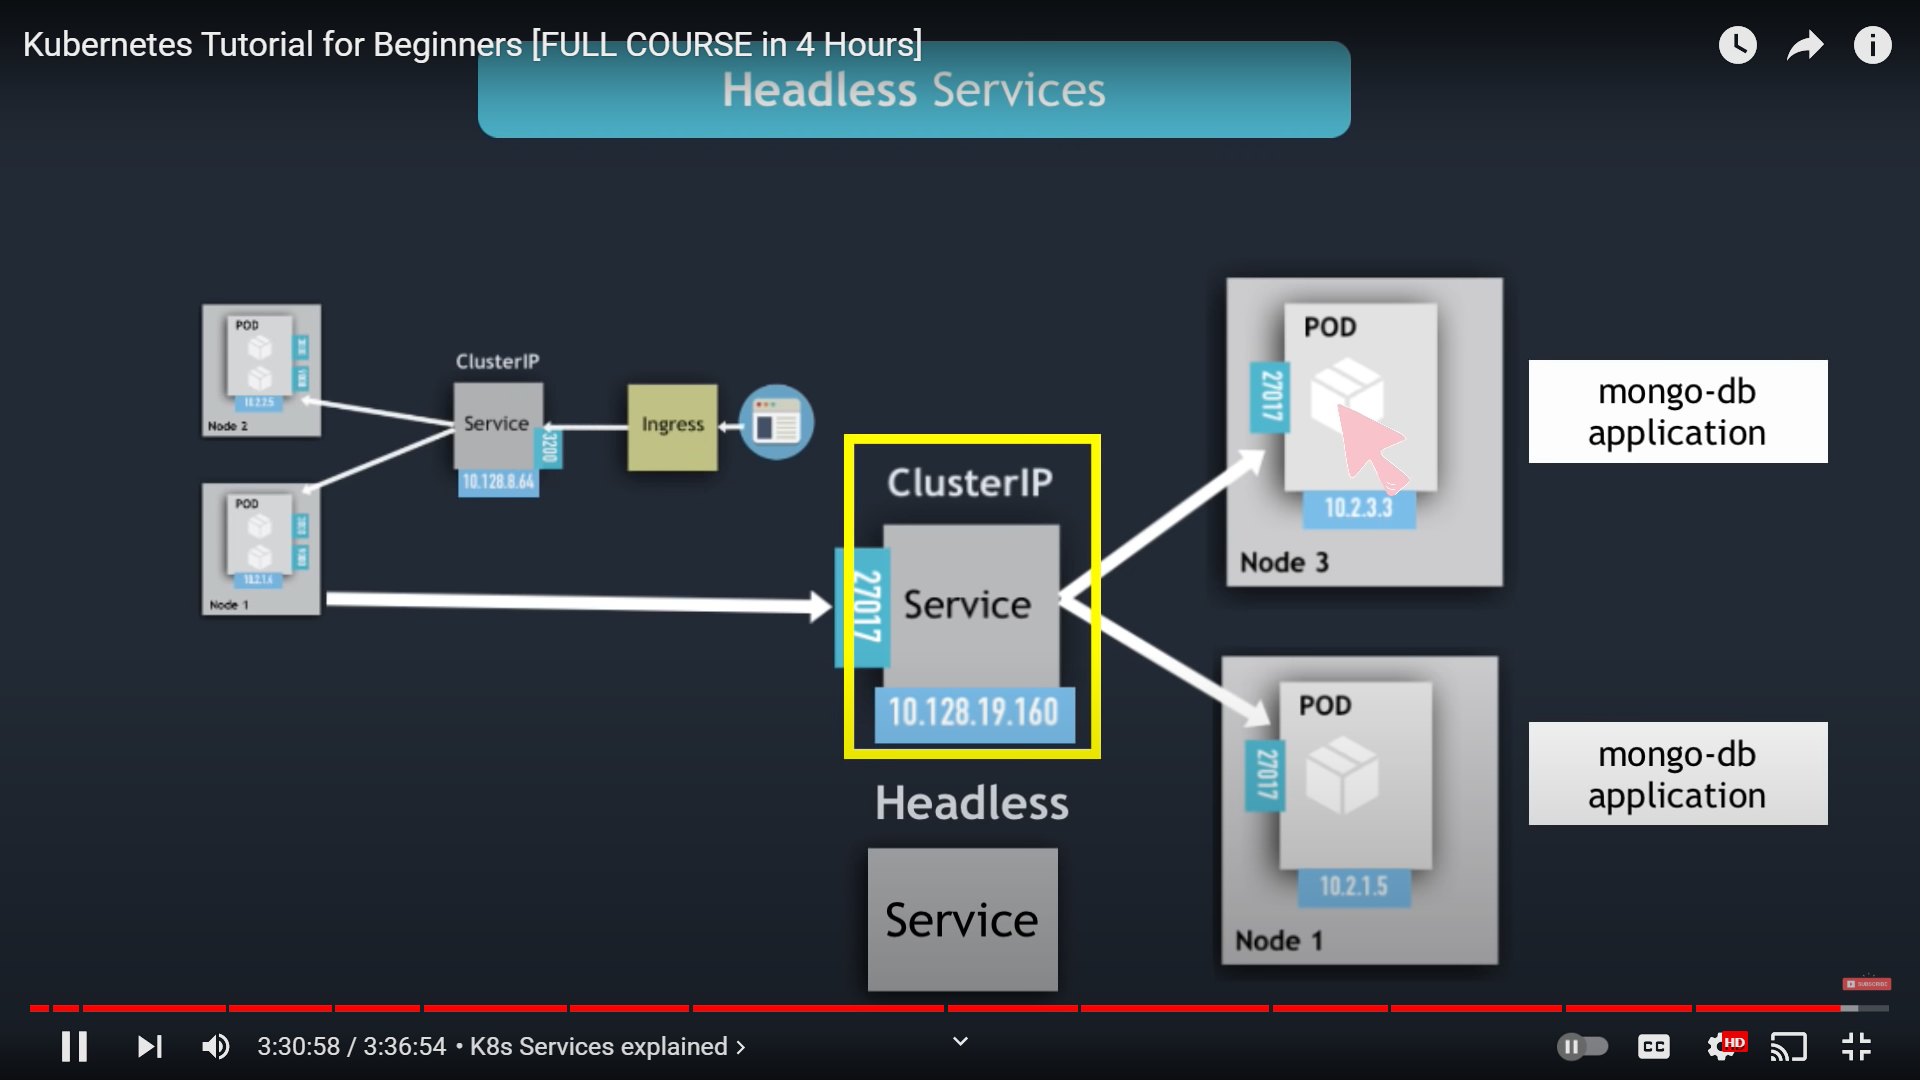 Kubernetes Tutorial for Beginners [FULL COURSE in 4 Hours]
Headless Services
POD
10.2.2.5
Node 2
ClusterIP
Service
3200
10.128.8.64
Ingress
POD
10.2.1.4
Node 1
ClusterIP
27017
Service
10.128.19.160
Headless
Service
POD
27017
10.2.3.3
Node 3
mongo-db
application
POD
27017
10.2.1.5
Node 1
mongo-db
application
SUBSCRIBE
3:30:58 / 3:36:54 • K8s Services explained
CC
HD